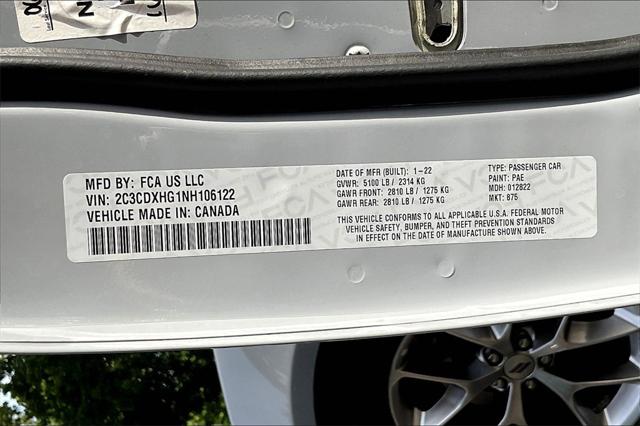 MFD BY: FCA US LLC
VIN: 2C3CDXHG1NH106122
VEHICLE MADE IN: CANADA
DATE OF MFR (BUILT): 1-22
GVWR: 5100 LB / 2314 KG
GAWR FRONT: 2810 LB / 1275 KG
GAWR REAR: 2810 LB / 1275 KG
TYPE: PASSENGER CAR
PAINT: PAE
MDH: 012822
MKT: 875
THIS VEHICLE CONFORMS TO ALL APPLICABLE U.S.A. FEDERAL MOTOR
VEHICLE SAFETY, BUMPER, AND THEFT PREVENTION STANDARDS
IN EFFECT ON THE DATE OF MANUFACTURE SHOWN ABOVE.